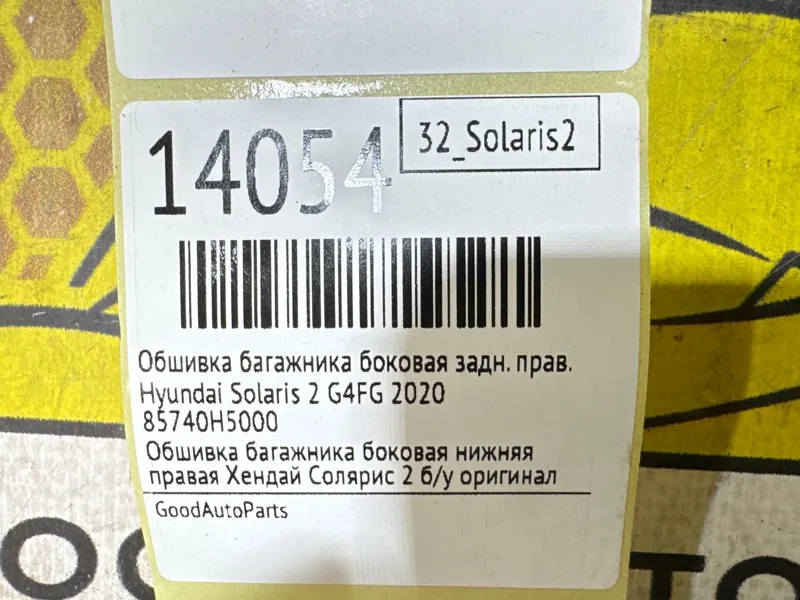 14054
32_Solaris2
Обшивка багажника боковая задн. прав.
Hyundai Solaris 2 G4FG 2020
85740H5000
Обшивка багажника боковая нижняя
правая Хендай Солярис 2 б/у оригинал
GoodAutoParts